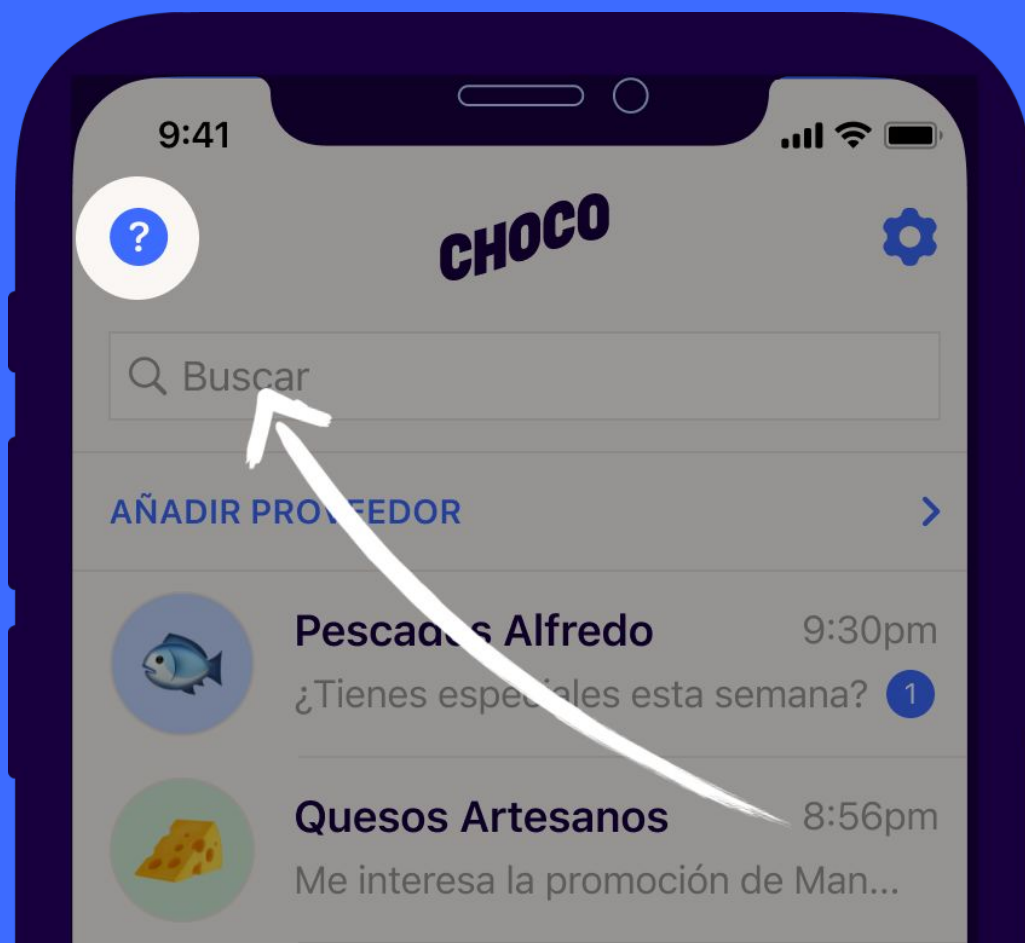 9:41
?
CHOCO
Buscar
AÑADIR PROVEEDOR
Pescados Alfredo 9:30pm
¿Tienes especiales esta semana? 1
Quesos Artesanos 8:56pm
Me interesa la promoción de Man...